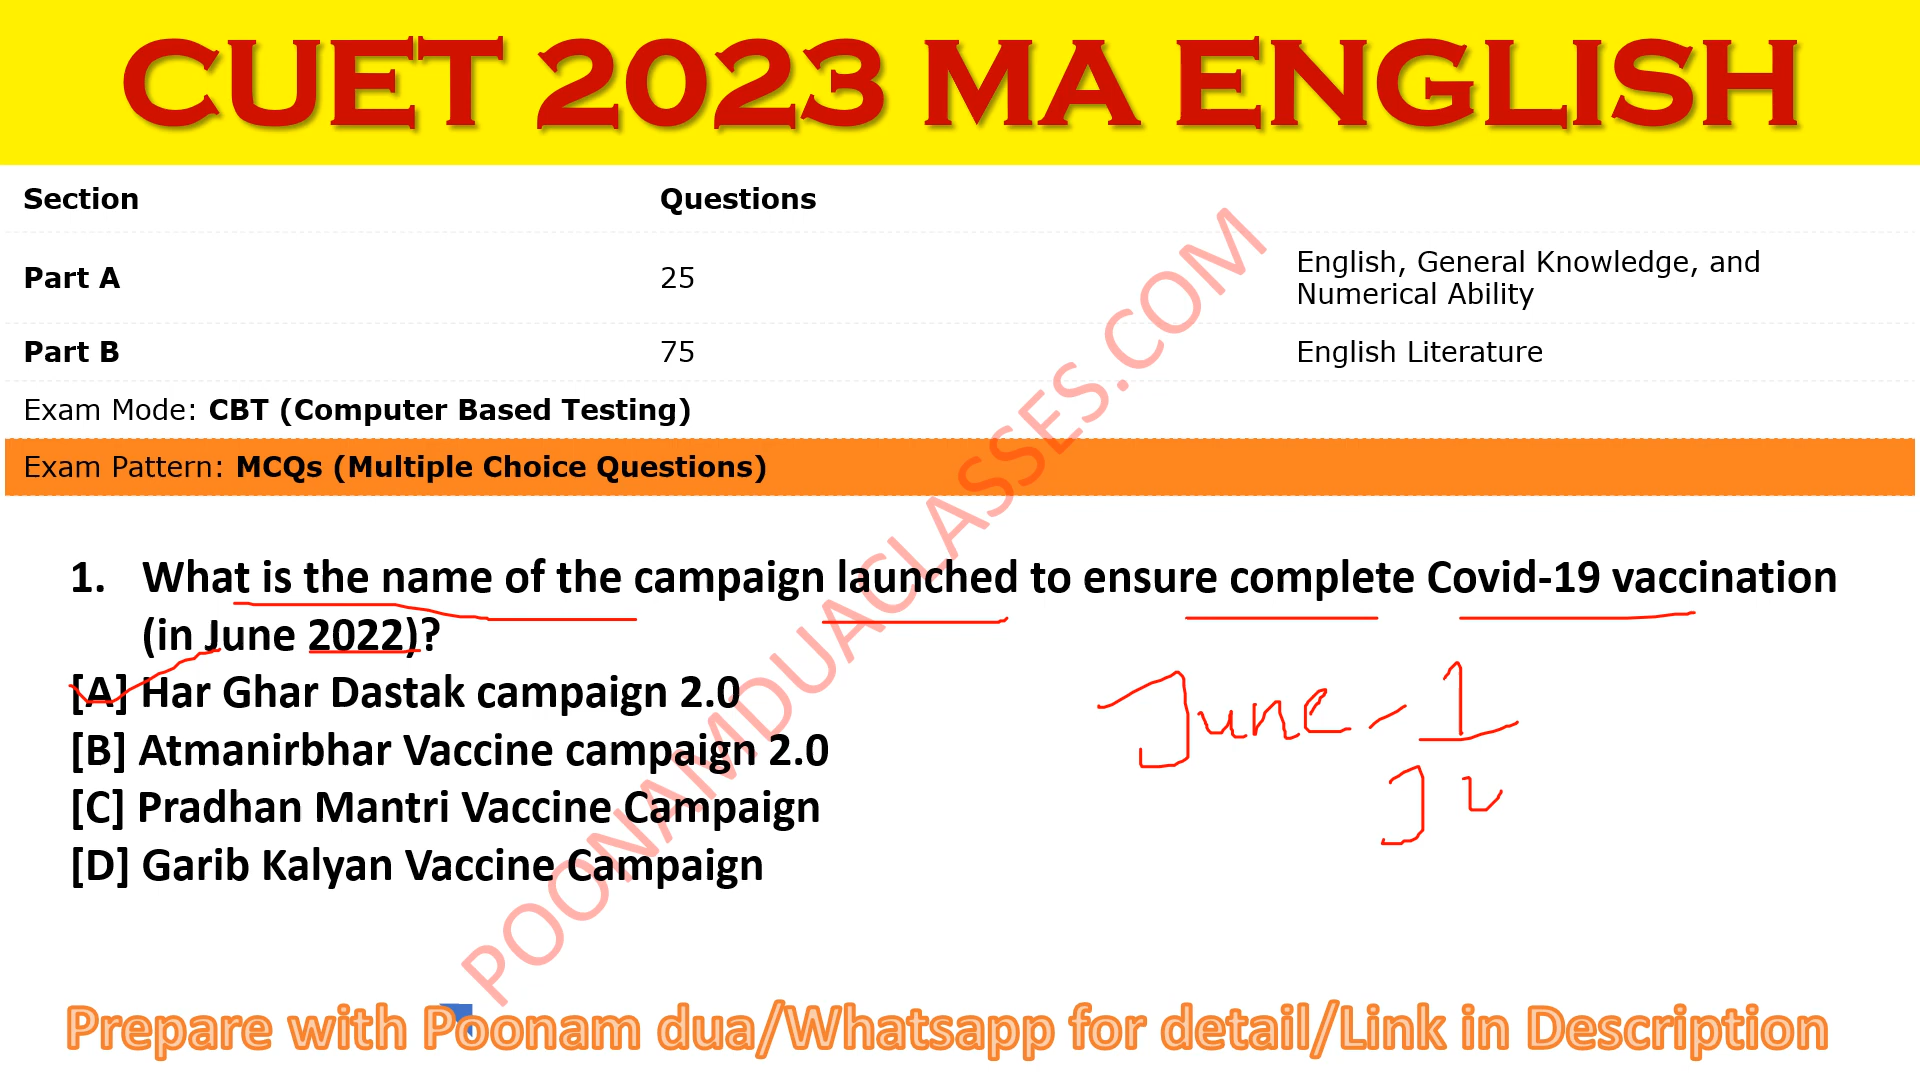 CUET 2023 MA ENGLISH
Section Questions
Part A 25 English, General Knowledge, and
Numerical Ability
Part B 75 English Literature
Exam Mode: CBT (Computer Based Testing)
Exam Pattern: MCQs (Multiple Choice Questions)
POONAMDUACLASSES.COM
1. What is the name of the campaign launched to ensure complete Covid-19 vaccination
(in June 2022)?
[A] Har Ghar Dastak campaign 2.0
[B] Atmanirbhar Vaccine campaign 2.0
[C] Pradhan Mantri Vaccine Campaign
[D] Garib Kalyan Vaccine Campaign
June - 1
Ju
Prepare with Poonam dua/Whatsapp for detail/Link in Description